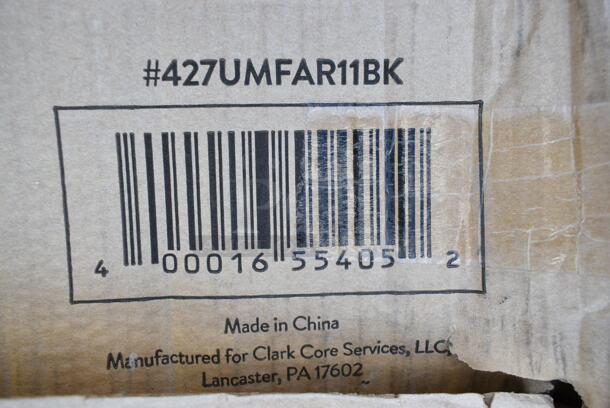 #427UMFAR11BK
4 00016 55405 2
Made in China
Manufactured for Clark Core Services, LLC,
Lancaster, PA 17602